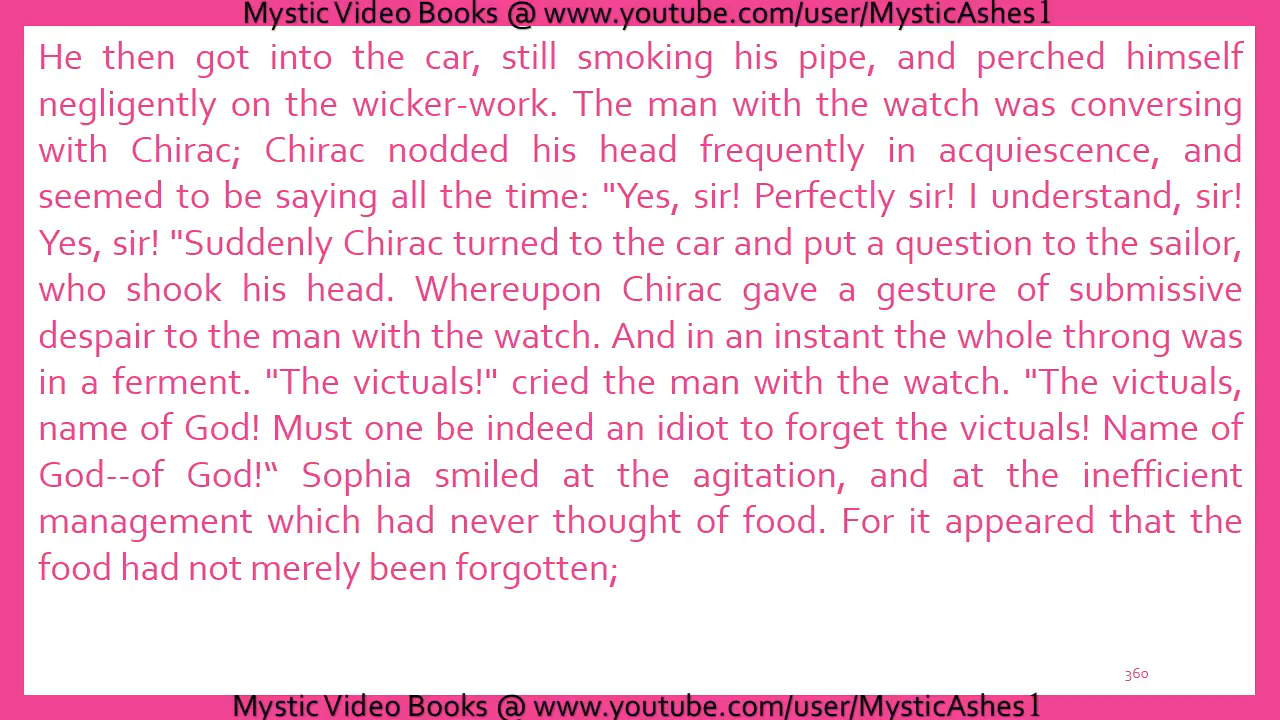 Mystic Video Books @ www.youtube.com/user/MysticAshes1
He then got into the car, still smoking his pipe, and perched himself
negligently on the wicker-work. The man with the watch was conversing
with Chirac; Chirac nodded his head frequently in acquiescence, and
seemed to be saying all the time: "Yes, sir! Perfectly sir! I understand, sir!
Yes, sir! "Suddenly Chirac turned to the car and put a question to the sailor,
who shook his head. Whereupon Chirac gave a gesture of submissive
despair to the man with the watch. And in an instant the whole throng was
in a ferment. "The victuals!" cried the man with the watch. "The victuals,
name of God! Must one be indeed an idiot to forget the victuals! Name of
God--of God!“ Sophia smiled at the agitation, and at the inefficient
management which had never thought of food. For it appeared that the
food had not merely been forgotten;
360
Mystic Video Books @ www.youtube.com/user/MysticAshes1